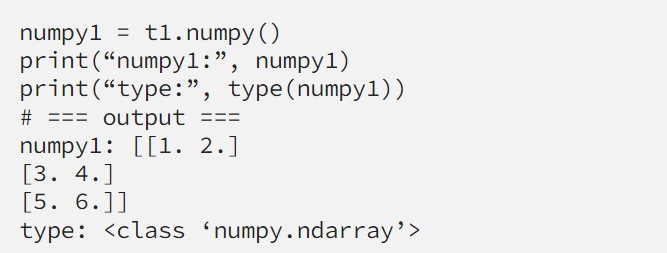 numpy1 = t1.numpy()
print(“numpy1:”, numpy1)
print(“type:”, type(numpy1))
# === output ===
numpy1: [[1. 2.]
[3. 4.]
[5. 6.]]
type: <class ‘numpy.ndarray’>